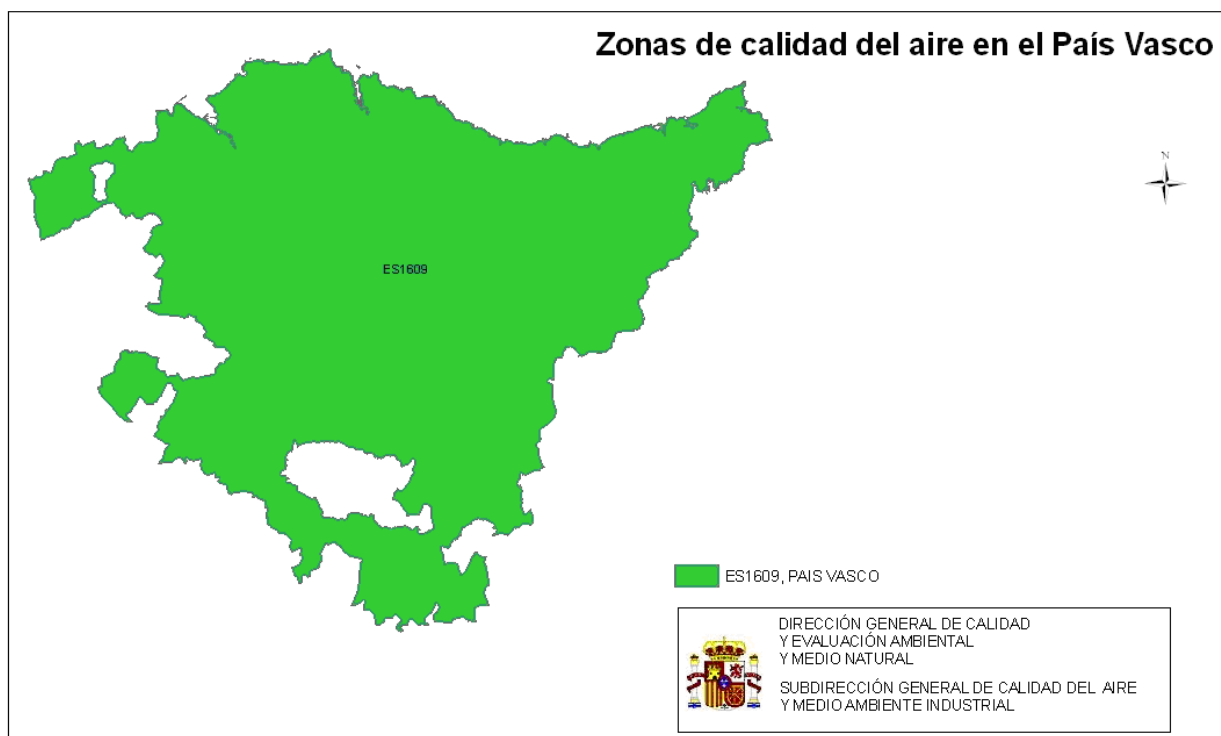 Zonas de calidad del aire en el País Vasco
N
ES1609
ES1609, PAIS VASCO
DIRECCIÓN GENERAL DE CALIDAD
Y EVALUACIÓN AMBIENTAL
Y MEDIO NATURAL
SUBDIRECCIÓN GENERAL DE CALIDAD DEL AIRE
Y MEDIO AMBIENTE INDUSTRIAL